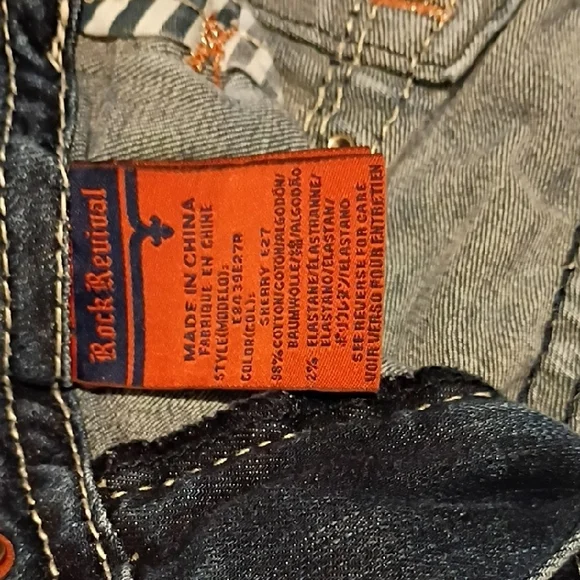 Rock Revival
MADE IN CHINA
FABRIQUE EN CHINE
STYLE(MODELO):
E8439E27R
COLOR(COL):
SHERRY E27
98%COTTON/COTON/ALGODÓN/
BAUMWOLLE/綿/ALGODÃO
2% ELASTANE/ÉLASTHANNE/
ELASTANO/ELASTAN/
ポリウレタン/ELASTANO
SEE REVERSE FOR CARE
VOIR VERSO POUR ENTRETIEN